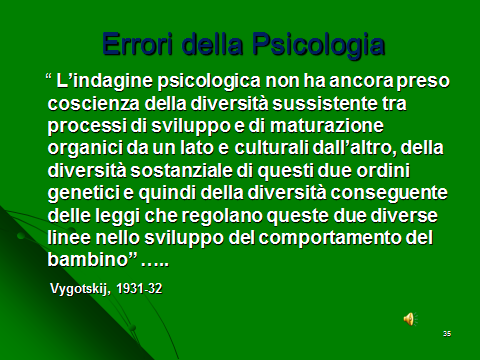 Errori della Psicologia
“ L’indagine psicologica non ha ancora preso
coscienza della diversità sussistente tra
processi di sviluppo e di maturazione
organici da un lato e culturali dall’altro, della
diversità sostanziale di questi due ordini
genetici e quindi della diversità conseguente
delle leggi che regolano queste due diverse
linee nello sviluppo del comportamento del
bambino” …..
Vygotskij, 1931-32
35